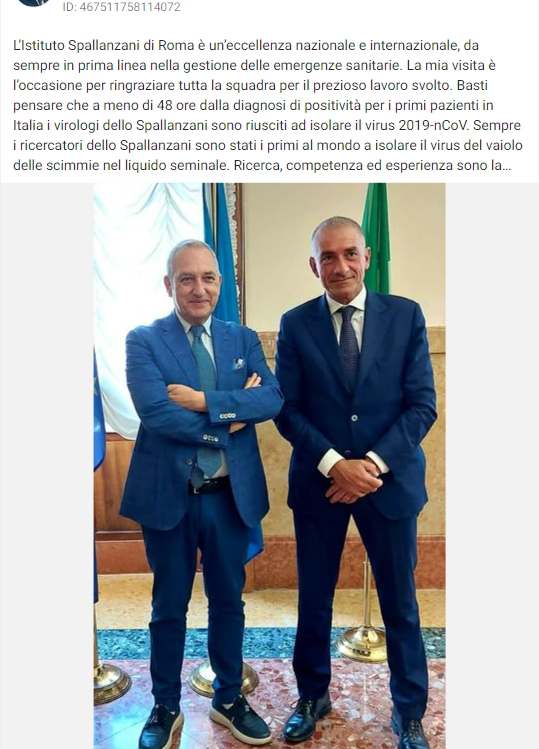 ID: 467511758114072
L'Istituto Spallanzani di Roma è un'eccellenza nazionale e internazionale, da
sempre in prima linea nella gestione delle emergenze sanitarie. La mia visita è
l'occasione per ringraziare tutta la squadra per il prezioso lavoro svolto. Basti
pensare che a meno di 48 ore dalla diagnosi di positività per i primi pazienti in
Italia i virologi dello Spallanzani sono riusciti ad isolare il virus 2019-nCoV. Sempre
i ricercatori dello Spallanzani sono stati i primi al mondo a isolare il virus del vaiolo
delle scimmie nel liquido seminale. Ricerca, competenza ed esperienza sono la...